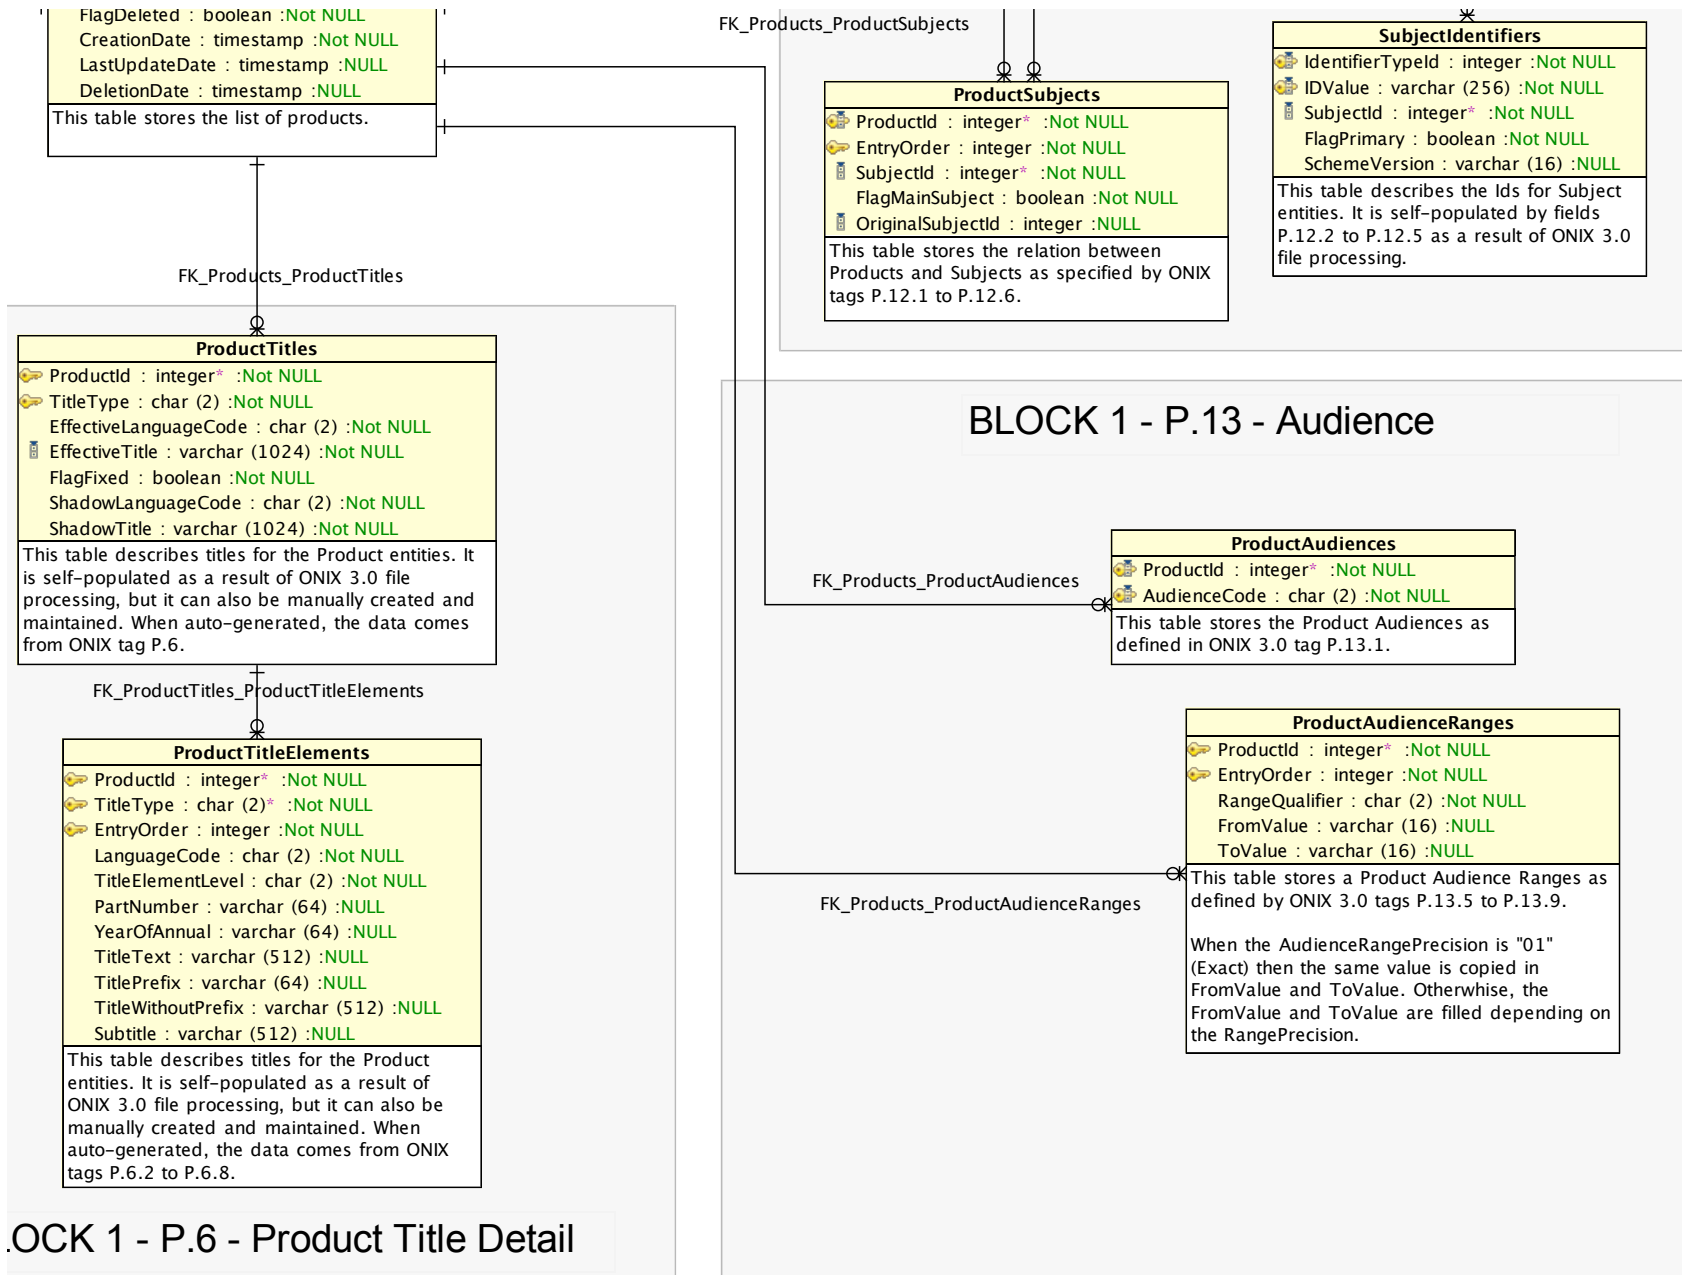 FlagDeleted : boolean :Not NULL
CreationDate : timestamp :Not NULL
LastUpdateDate : timestamp :NULL
DeletionDate : timestamp :NULL
This table stores the list of products.
FK_Products_ProductSubjects
ProductSubjects
ProductId : integer* :Not NULL
EntryOrder : integer :Not NULL
SubjectId : integer* :Not NULL
FlagMainSubject : boolean :Not NULL
OriginalSubjectId : integer :NULL
This table stores the relation between
Products and Subjects as specified by ONIX
tags P.12.1 to P.12.6.
SubjectIdentifiers
IdentifierTypeId : integer :Not NULL
IDValue : varchar (256) :Not NULL
SubjectId : integer* :Not NULL
FlagPrimary : boolean :Not NULL
SchemeVersion : varchar (16) :NULL
This table describes the Ids for Subject
entities. It is self-populated by fields
P.12.2 to P.12.5 as a result of ONIX 3.0
file processing.
FK_Products_ProductTitles
ProductTitles
ProductId : integer* :Not NULL
TitleType : char (2) :Not NULL
EffectiveLanguageCode : char (2) :Not NULL
EffectiveTitle : varchar (1024) :Not NULL
FlagFixed : boolean :Not NULL
ShadowLanguageCode : char (2) :Not NULL
ShadowTitle : varchar (1024) :Not NULL
This table describes titles for the Product entities. It
is self-populated as a result of ONIX 3.0 file
processing, but it can also be manually created and
maintained. When auto-generated, the data comes
from ONIX tag P.6.
FK_ProductTitles_ProductTitleElements
ProductTitleElements
ProductId : integer* :Not NULL
TitleType : char (2)* :Not NULL
EntryOrder : integer :Not NULL
LanguageCode : char (2) :Not NULL
TitleElementLevel : char (2) :Not NULL
PartNumber : varchar (64) :NULL
YearOfAnnual : varchar (64) :NULL
TitleText : varchar (512) :NULL
TitlePrefix : varchar (64) :NULL
TitleWithoutPrefix : varchar (512) :NULL
Subtitle : varchar (512) :NULL
This table describes titles for the Product
entities. It is self-populated as a result of
ONIX 3.0 file processing, but it can also be
manually created and maintained. When
auto-generated, the data comes from ONIX
tags P.6.2 to P.6.8.
LOCK 1 - P.6 - Product Title Detail
BLOCK 1 - P.13 - Audience
FK_Products_ProductAudiences
ProductAudiences
ProductId : integer* :Not NULL
AudienceCode : char (2) :Not NULL
This table stores the Product Audiences as
defined in ONIX 3.0 tag P.13.1.
FK_Products_ProductAudienceRanges
ProductAudienceRanges
ProductId : integer* :Not NULL
EntryOrder : integer :Not NULL
RangeQualifier : char (2) :Not NULL
FromValue : varchar (16) :NULL
ToValue : varchar (16) :NULL
This table stores a Product Audience Ranges as
defined by ONIX 3.0 tags P.13.5 to P.13.9.
When the AudienceRangePrecision is "01"
(Exact) then the same value is copied in
FromValue and ToValue. Otherwhise, the
FromValue and ToValue are filled depending on
the RangePrecision.